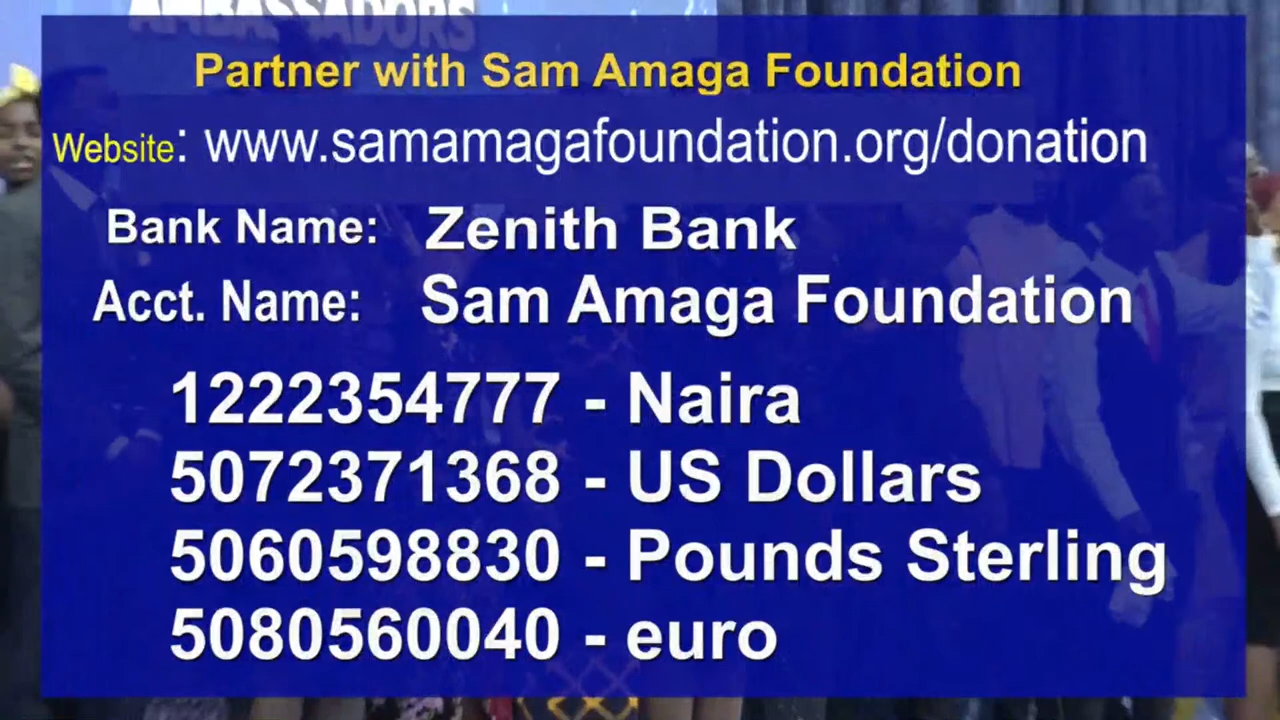 AMBASSADORS
Partner with Sam Amaga Foundation
Website: www.samamagafoundation.org/donation
Bank Name: Zenith Bank
Acct. Name: Sam Amaga Foundation
1222354777 - Naira
5072371368 - US Dollars
5060598830 - Pounds Sterling
5080560040 - euro